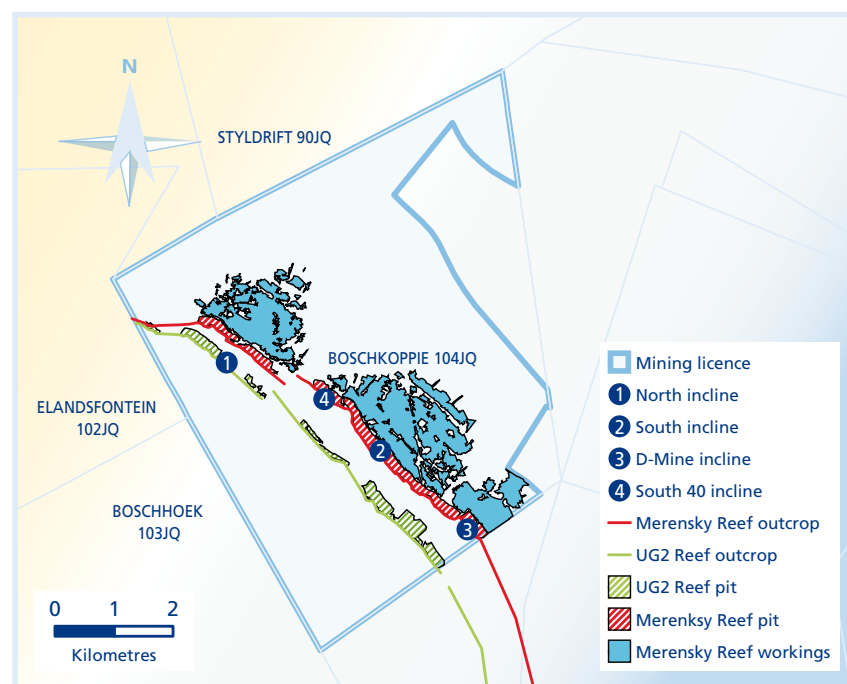 N
STYLDRIFT 90JQ
BOSCHKOPPIE 104JQ
ELANDSFONTEIN
102JQ
BOSCHHOEK
103JQ
1
4
2
3
0 1 2
Kilometres
Mining licence
1 North incline
2 South incline
3 D-Mine incline
4 South 40 incline
Merensky Reef outcrop
UG2 Reef outcrop
UG2 Reef pit
Merenksy Reef pit
Merensky Reef workings